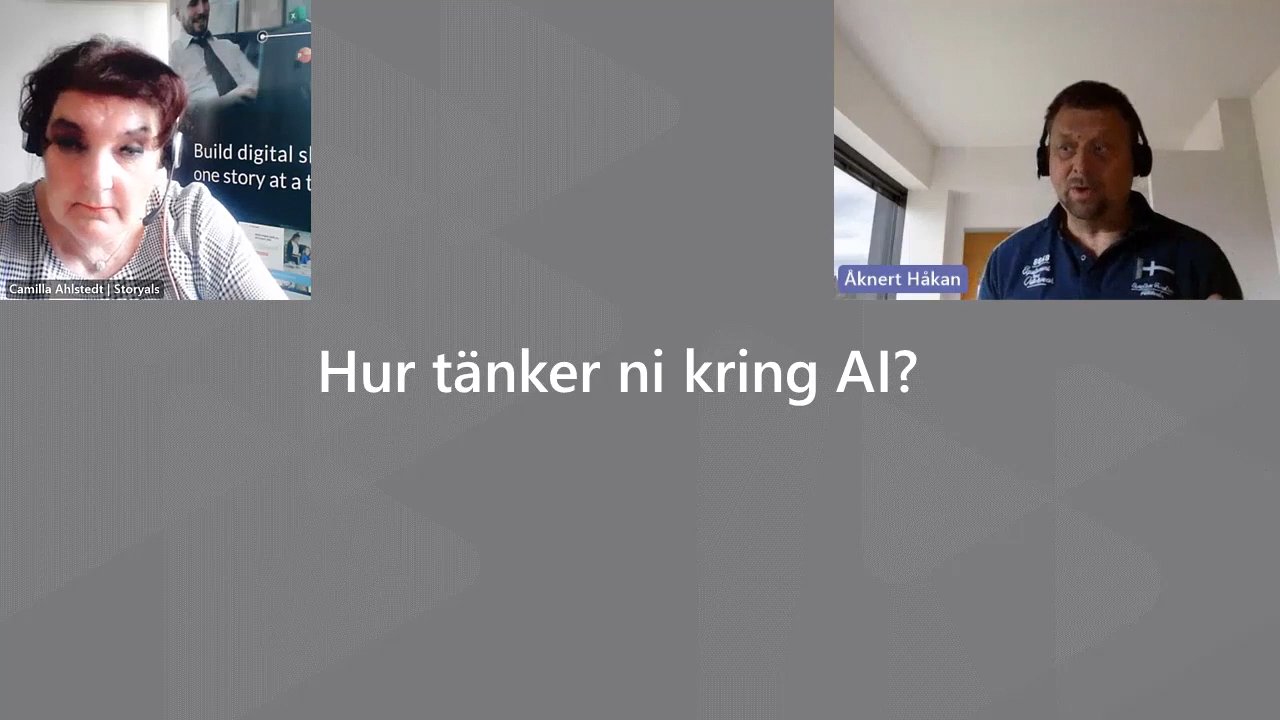 Build digital sl
one story at a t
Camilla Ahlstedt | Storyals
Åknert Håkan
Hur tänker ni kring AI?